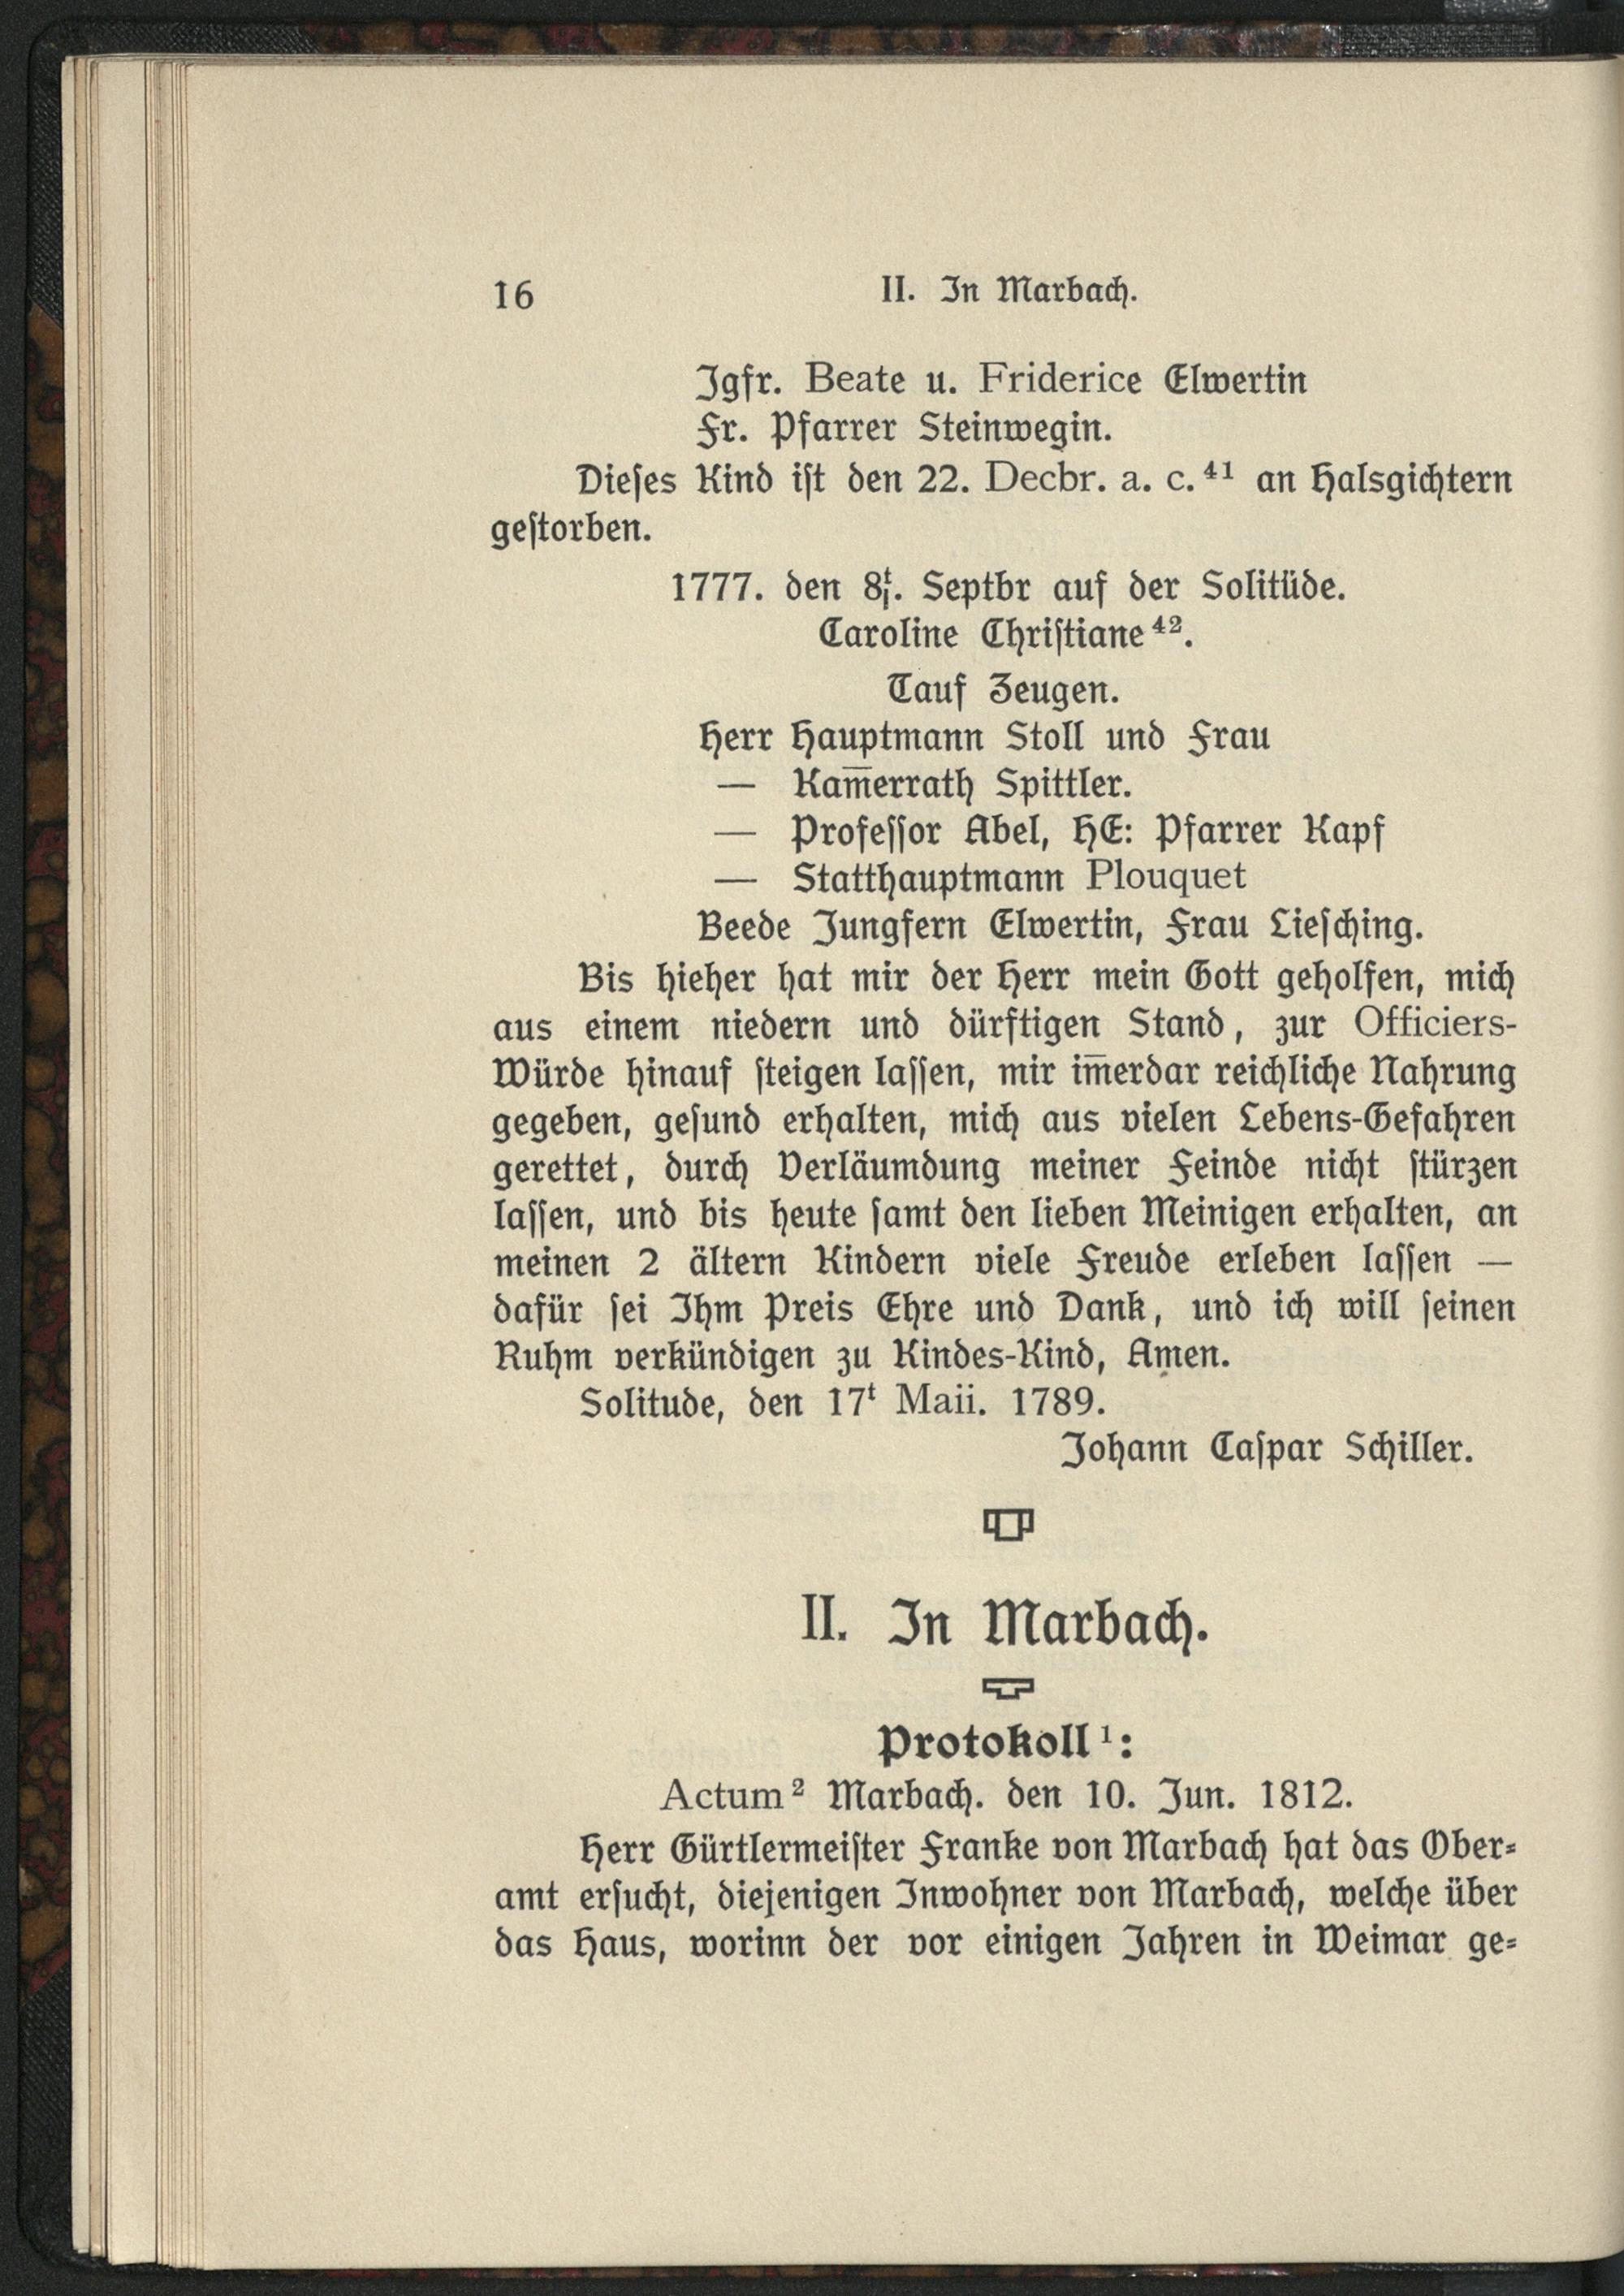 16
II. In Marbach.
Jgfr. Beate u. Friderice Elwertin
Fr. Pfarrer Steinwegin.
Dieſes Kind iſt den 22. Decbr. a. c.⁴¹ an Halsgichtern
geſtorben.
1777. den 8ᵗ. Septbr auf der Solitüde.
Caroline Chriſtiane⁴².
Tauf Zeugen.
Herr Hauptmann Stoll und Frau
— Kam̅errath Spittler.
— Profeſſor Abel, HE: Pfarrer Kapf
— Statthauptmann Plouquet
Beede Jungfern Elwertin, Frau Lieſching.
Bis hieher hat mir der Herr mein Gott geholfen, mich
aus einem niedern und dürftigen Stand, zur Officiers-
Würde hinauf ſteigen laſſen, mir im̅erdar reichliche Nahrung
gegeben, geſund erhalten, mich aus vielen Lebens-Gefahren
gerettet, durch Verläumdung meiner Feinde nicht ſtürzen
laſſen, und bis heute ſamt den lieben Meinigen erhalten, an
meinen 2 ältern Kindern viele Freude erleben laſſen —
dafür ſei Ihm Preis Ehre und Dank, und ich will ſeinen
Ruhm verkündigen zu Kindes-Kind, Amen.
Solitude, den 17ᵗ Maii. 1789.
Johann Caſpar Schiller.
II. In Marbach.
Protokoll¹:
Actum² Marbach. den 10. Jun. 1812.
Herr Gürtlermeiſter Franke von Marbach hat das Ober-
amt erſucht, diejenigen Inwohner von Marbach, welche über
das Haus, worinn der vor einigen Jahren in Weimar ge-